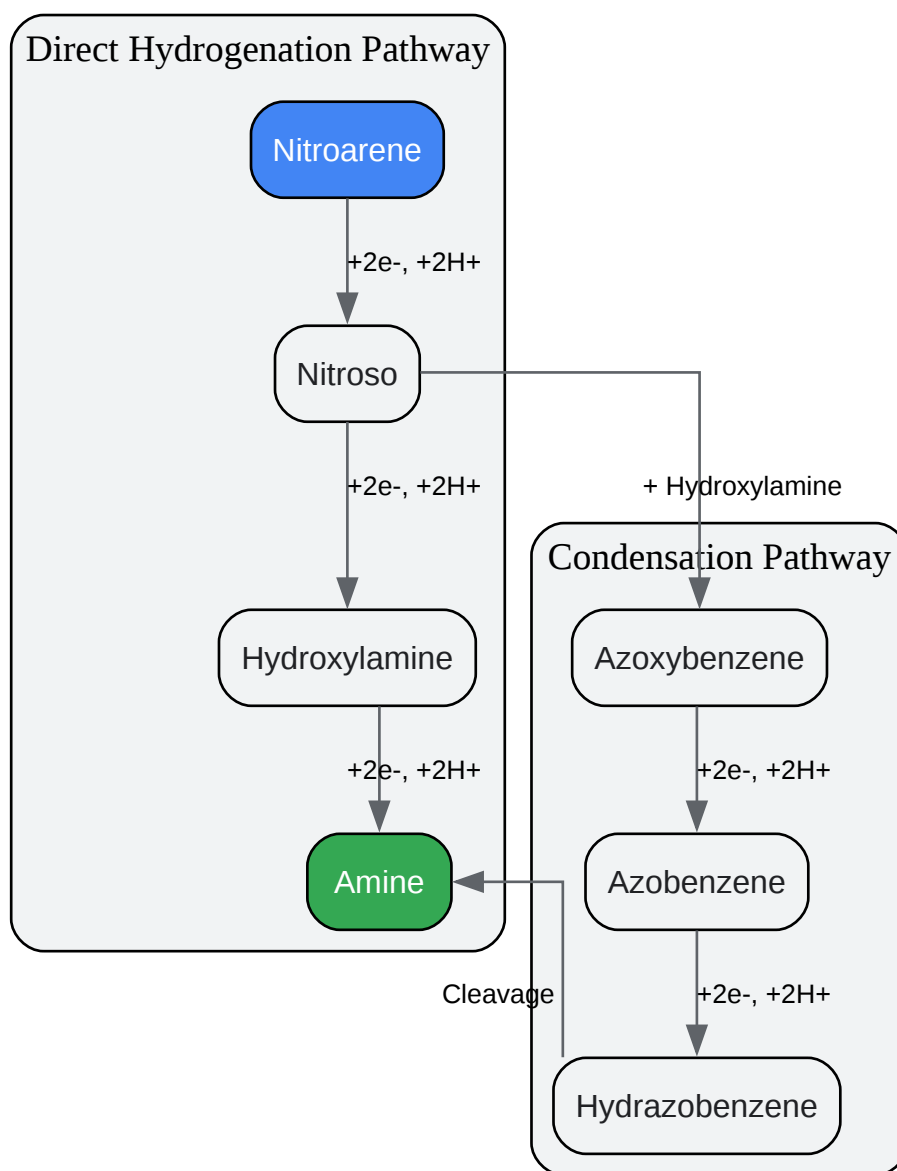 Direct Hydrogenation Pathway
Nitroarene
+2e-, +2H+
Nitroso
+2e-, +2H+
+ Hydroxylamine
Condensation Pathway
Hydroxylamine
Azoxybenzene
+2e-, +2H+
+2e-, +2H+
Amine
Azobenzene
Cleavage
+2e-, +2H+
Hydrazobenzene